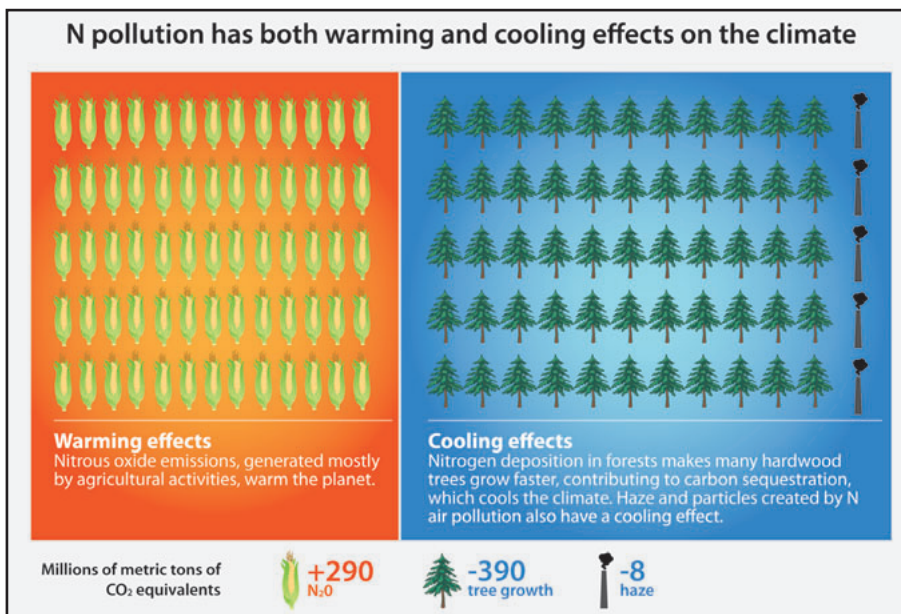 N pollution has both warming and cooling effects on the climate
Warming effects
Nitrous oxide emissions, generated mostly
by agricultural activities, warm the planet.
Cooling effects
Nitrogen deposition in forests makes many hardwood
trees grow faster, contributing to carbon sequestration,
which cools the climate. Haze and particles created by N
air pollution also have a cooling effect.
Millions of metric tons of
CO₂ equivalents
+290
N₂0
-390
tree growth
-8
haze